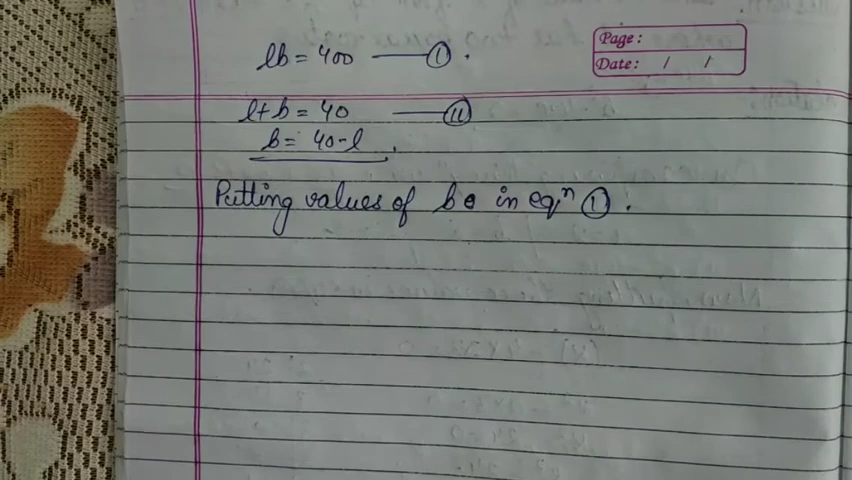 lb = 400 —— ①.
Page:
Date: / /
l + b = 40 —— ⑪
b = 40 - l.
Putting values of b in eqⁿ ①.